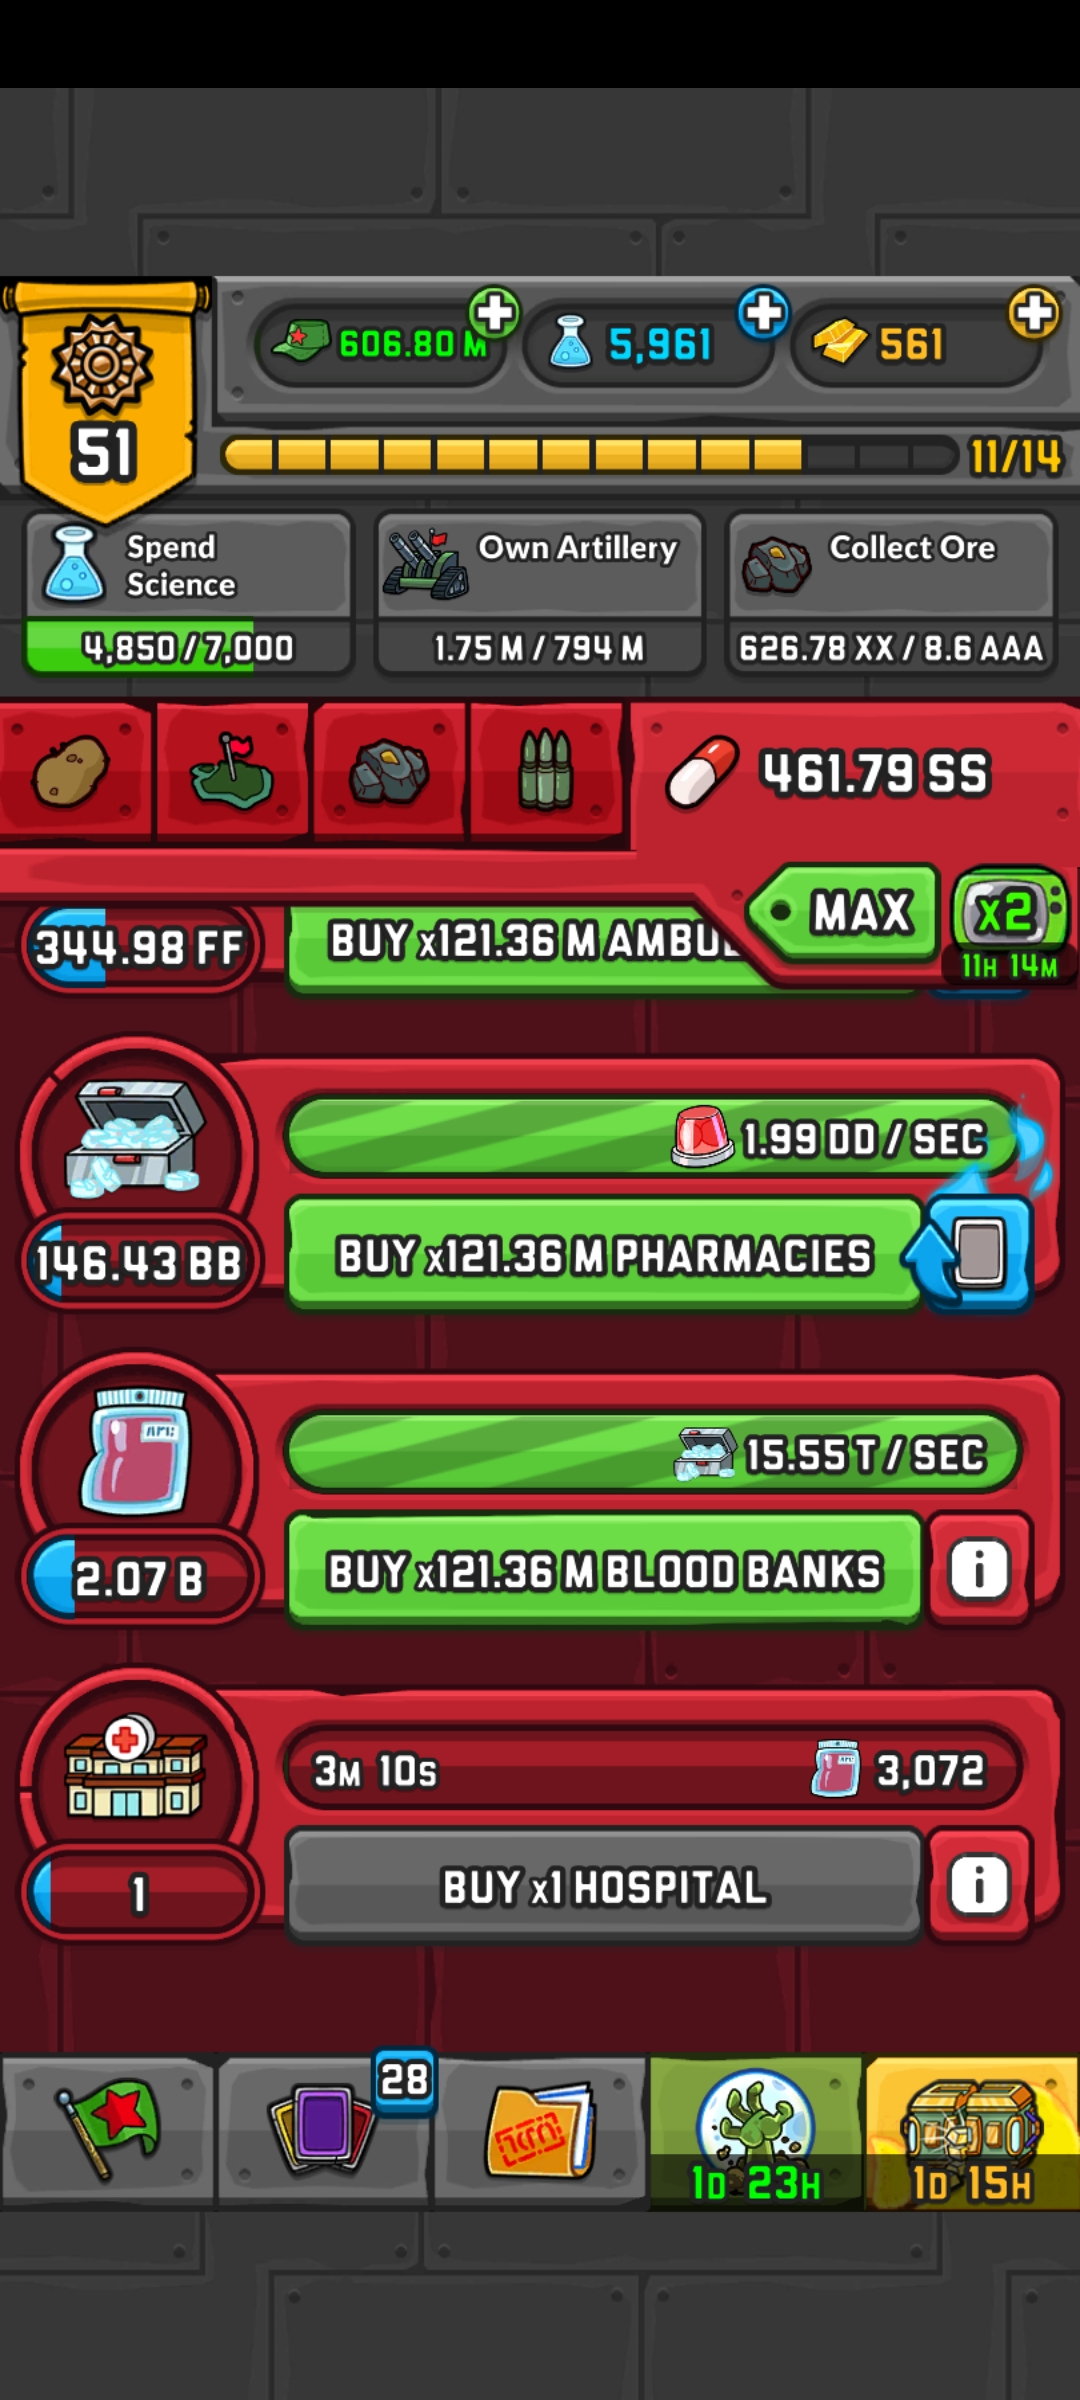 606.80 M
5,961
561
51
11/14
Spend
Science
Own Artillery
Collect Ore
4,850/7,000
1.75 M/794 M
626.78 XX/8.6 AAA
461.79 SS
MAX
x2
11H 14M
344.98 FF
BUY x121.36 M
1.99 DD/SEC
146.43 BB
BUY x121.36 M PHARMACIES
15.55 T/SEC
2.07 B
BUY x121.36 M BLOOD BANKS
i
3M 10S
3,072
1
BUY x1 HOSPITAL
i
28
1D 23H
1D 15H